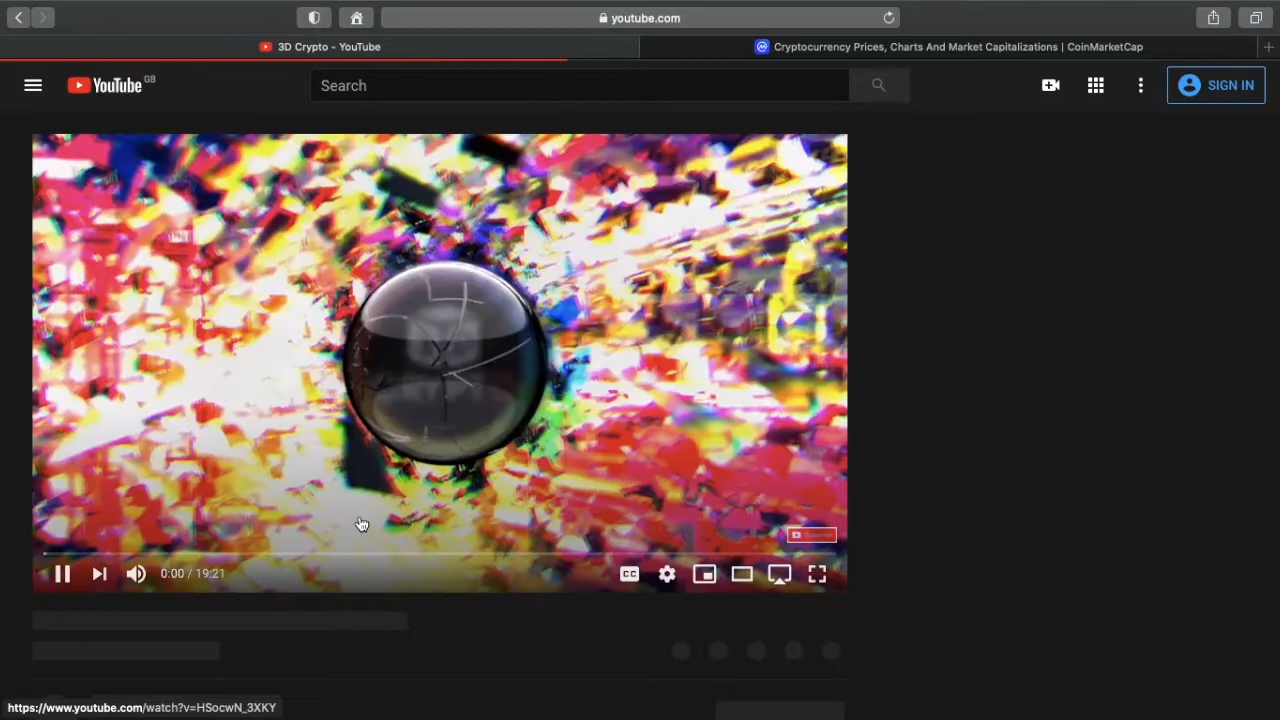 youtube.com
3D Crypto - YouTube
Cryptocurrency Prices, Charts And Market Capitalizations | CoinMarketCap
YouTube GB
Search
SIGN IN
Subscribe
0:00 / 19:21
CC
https://www.youtube.com/watch?v=HSocwN_3XKY